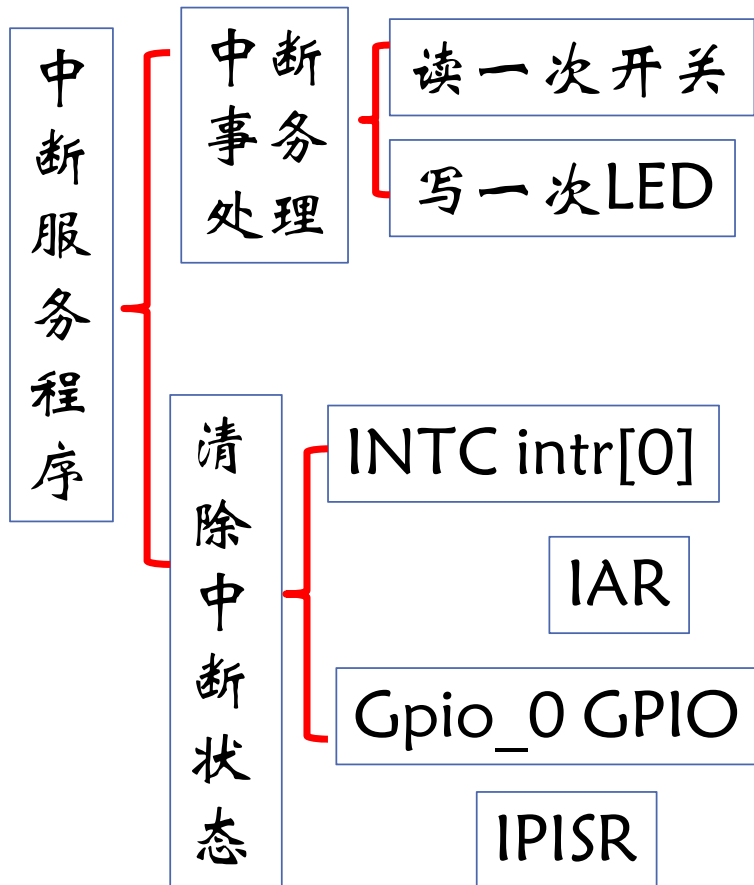 中断服务程序
中断
事务
处理
读一次开关
写一次LED
清除中断状态
INTC intr[0]
IAR
Gpio_0 GPIO
IPISR